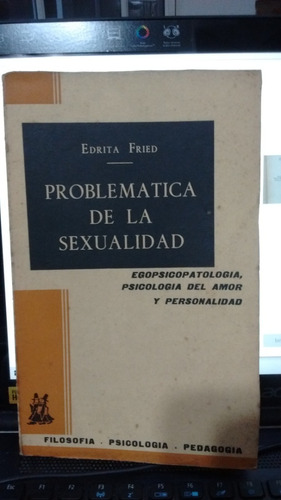 EDRITA FRIED
PROBLEMATICA
DE LA
SEXUALIDAD
EGOPSICOPATOLOGIA,
PSICOLOGIA DEL AMOR
Y PERSONALIDAD
FILOSOFIA - PSICOLOGIA - PEDAGOGIA